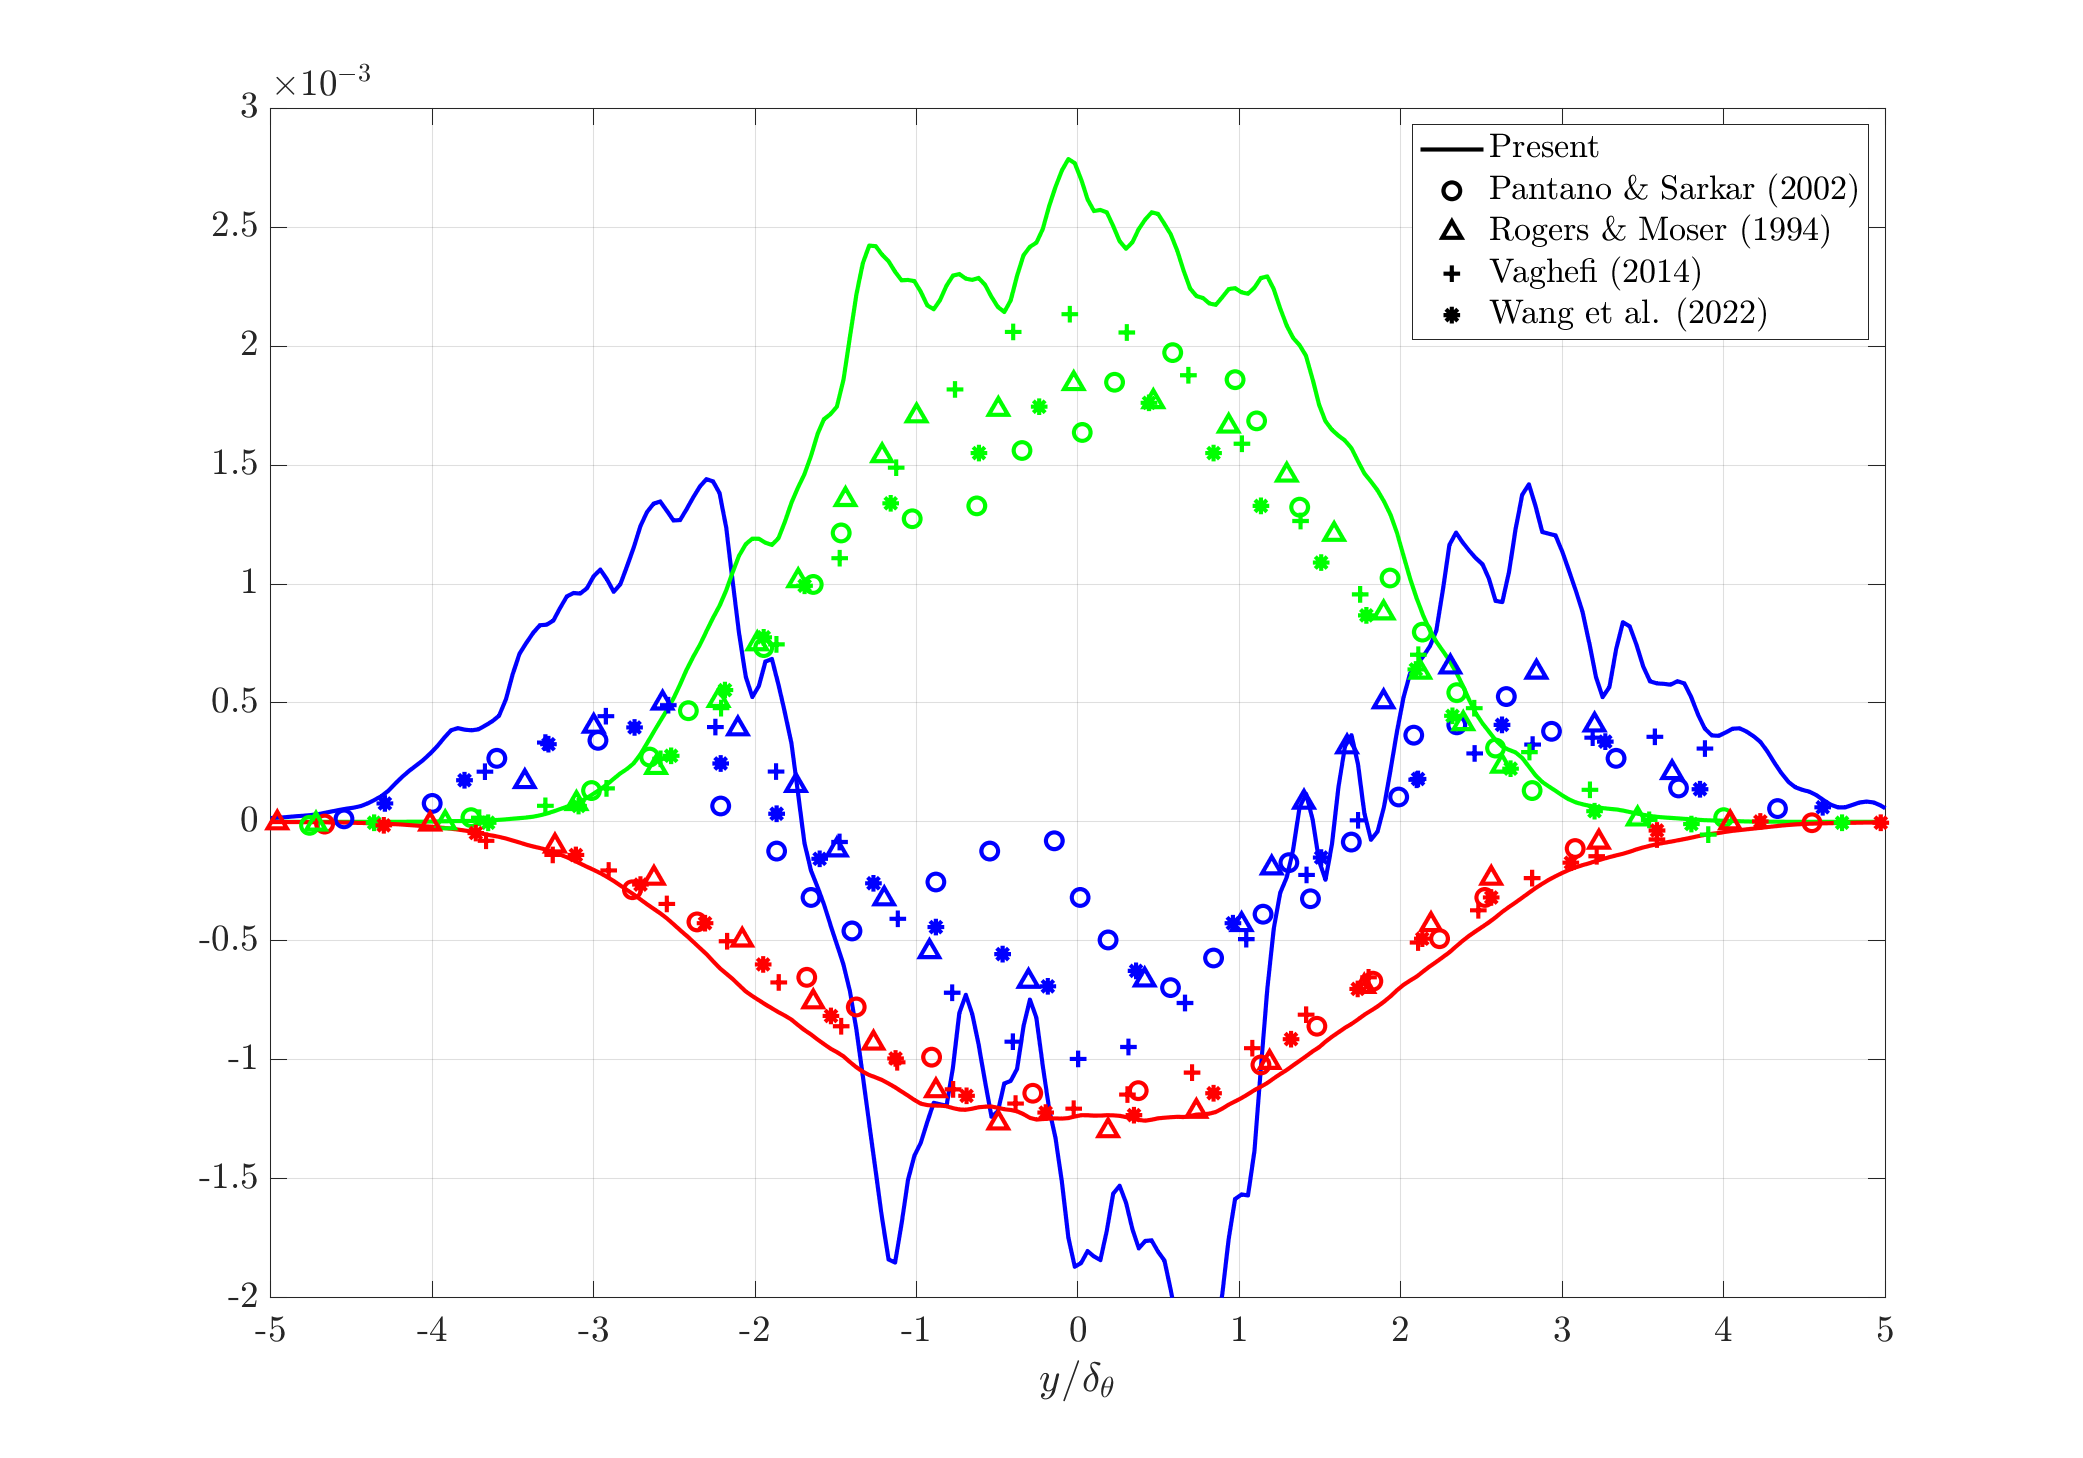 ×10⁻³
3
2.5
2
1.5
1
0.5
0
-0.5
-1
-1.5
-2
-5 -4 -3 -2 -1 0 1 2 3 4 5
y/δ_θ
Present
Pantano & Sarkar (2002)
Rogers & Moser (1994)
Vaghefi (2014)
Wang et al. (2022)